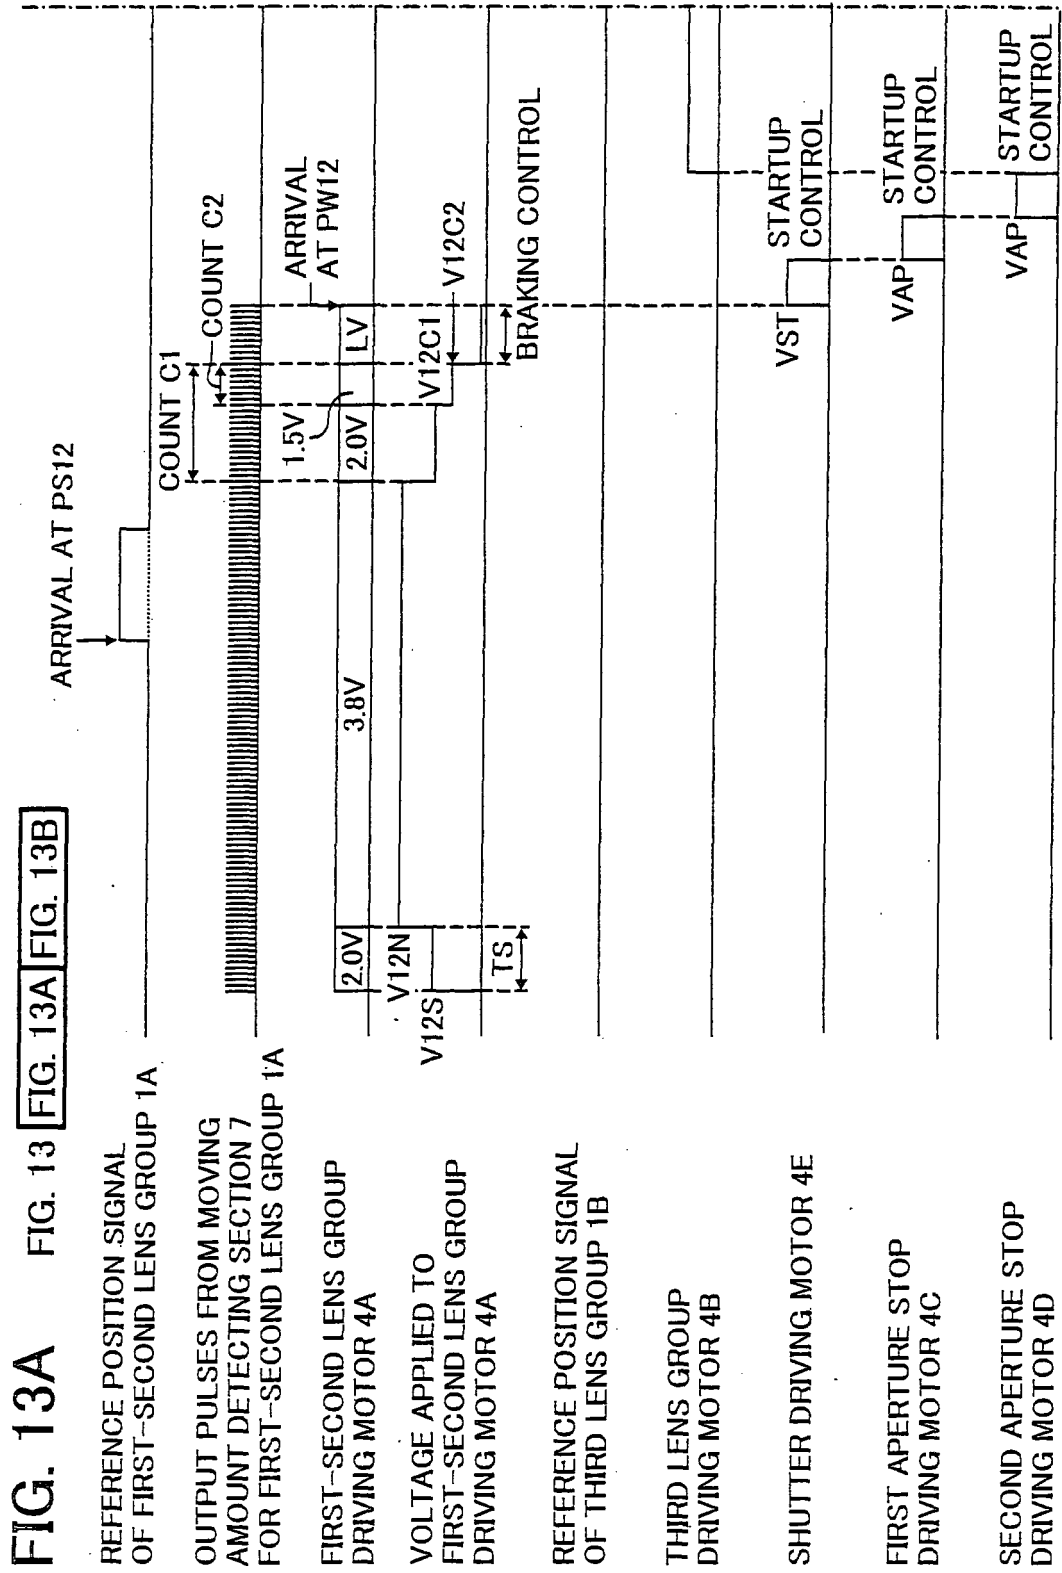 FIG. 13A
FIG. 13 FIG. 13A FIG. 13B
ARRIVAL AT PS12
REFERENCE POSITION SIGNAL
OF FIRST-SECOND LENS GROUP 1A
COUNT C1
COUNT C2
OUTPUT PULSES FROM MOVING
AMOUNT DETECTING SECTION 7
FOR FIRST-SECOND LENS GROUP 1A
1.5V
ARRIVAL
AT PW12
FIRST-SECOND LENS GROUP
DRIVING MOTOR 4A
2.0V
3.8V
2.0V
LV
VOLTAGE APPLIED TO
FIRST-SECOND LENS GROUP
DRIVING MOTOR 4A
V12S
V12N
V12C1
V12C2
TS
BRAKING CONTROL
REFERENCE POSITION SIGNAL
OF THIRD LENS GROUP 1B
THIRD LENS GROUP
DRIVING MOTOR 4B
SHUTTER DRIVING MOTOR 4E
VST
STARTUP
CONTROL
FIRST APERTURE STOP
DRIVING MOTOR 4C
VAP
STARTUP
CONTROL
SECOND APERTURE STOP
DRIVING MOTOR 4D
VAP
STARTUP
CONTROL